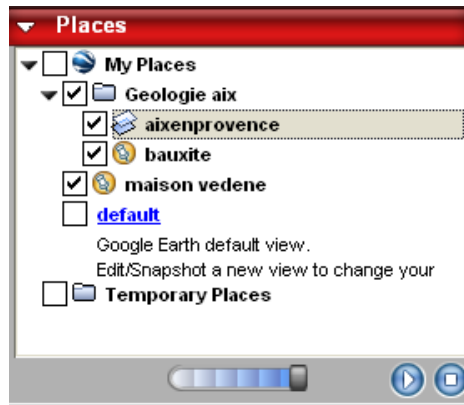 Places
My Places
Geologie aix
aixenprovence
bauxite
maison vedene
default
Google Earth default view.
Edit/Snapshot a new view to change your
Temporary Places